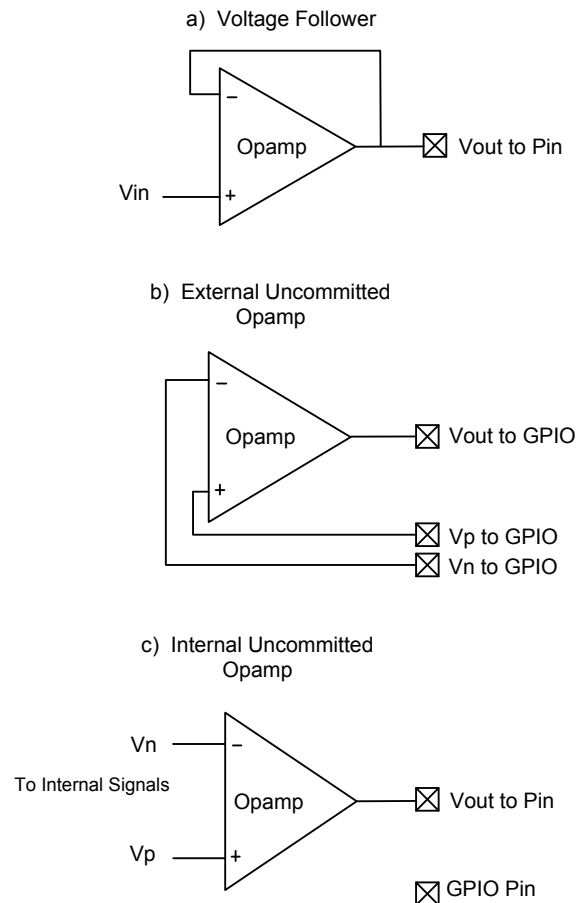 a) Voltage Follower
−
Opamp
Vout to Pin
Vin
+
b) External Uncommitted
Opamp
−
Opamp
Vout to GPIO
+
Vp to GPIO
Vn to GPIO
c) Internal Uncommitted
Opamp
Vn
−
To Internal Signals
Opamp
Vout to Pin
Vp
+
GPIO Pin